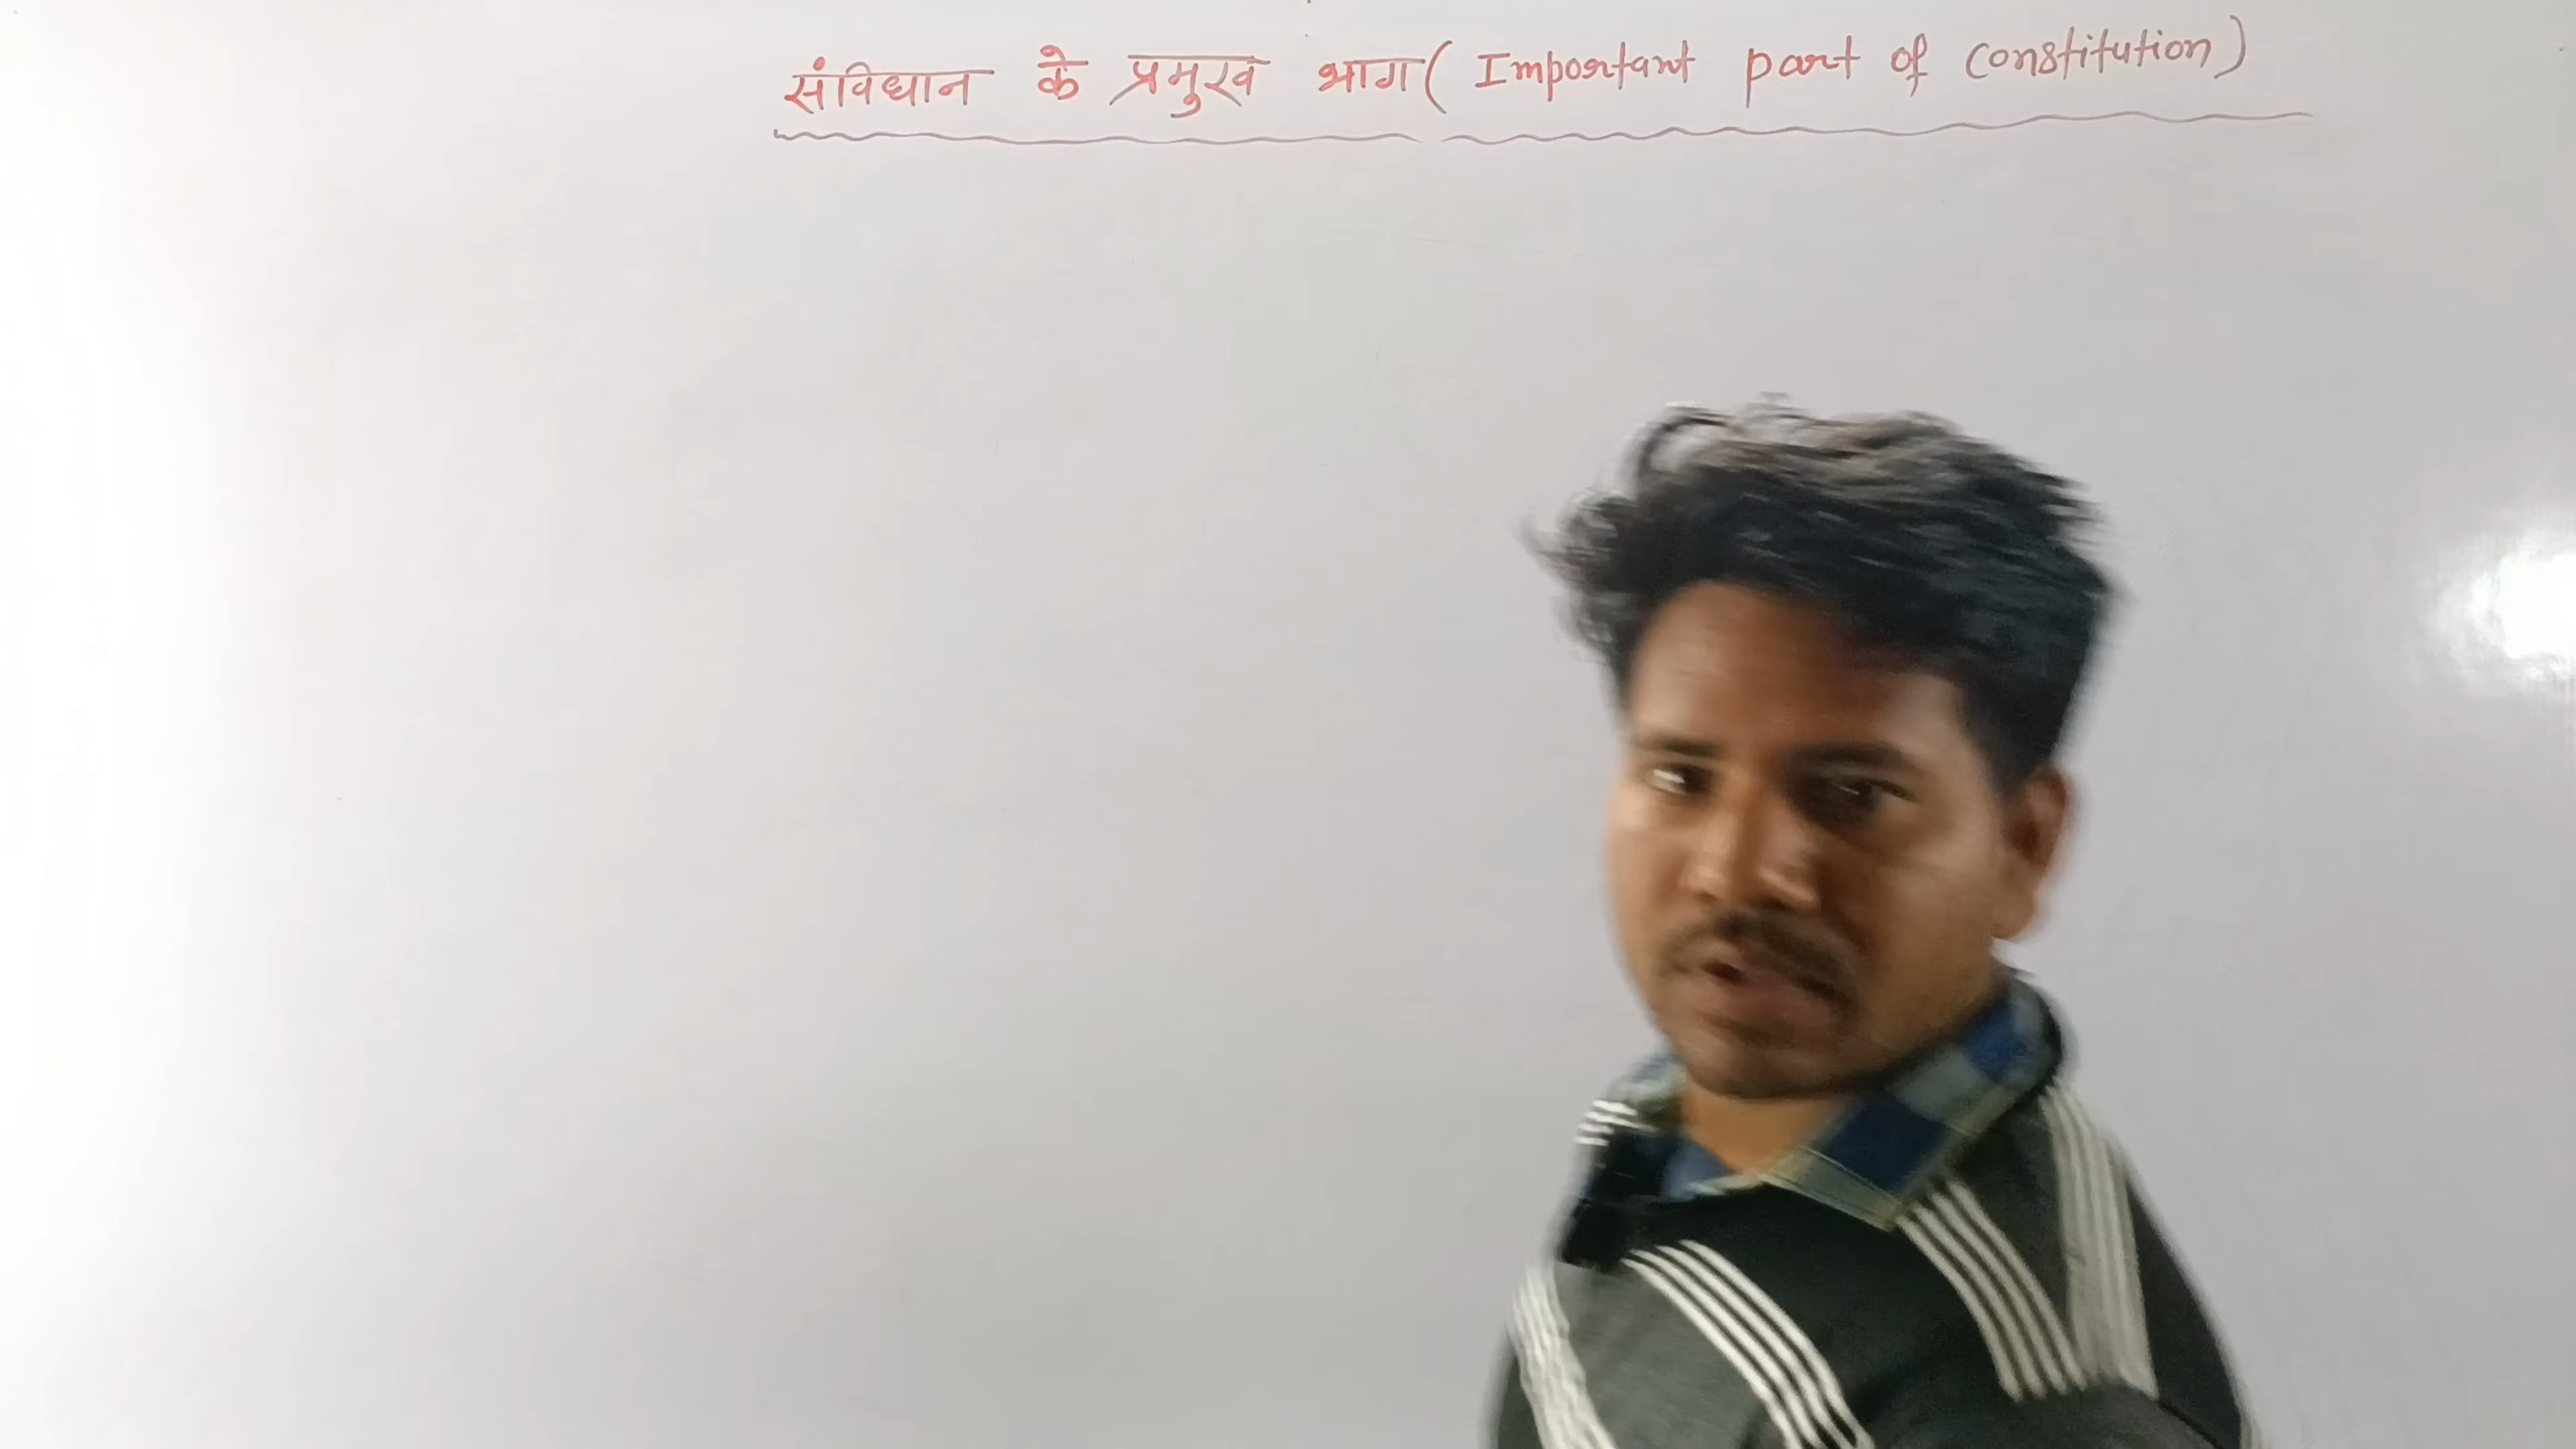 संविधान के प्रमुख भाग ( Important part of Constitution )